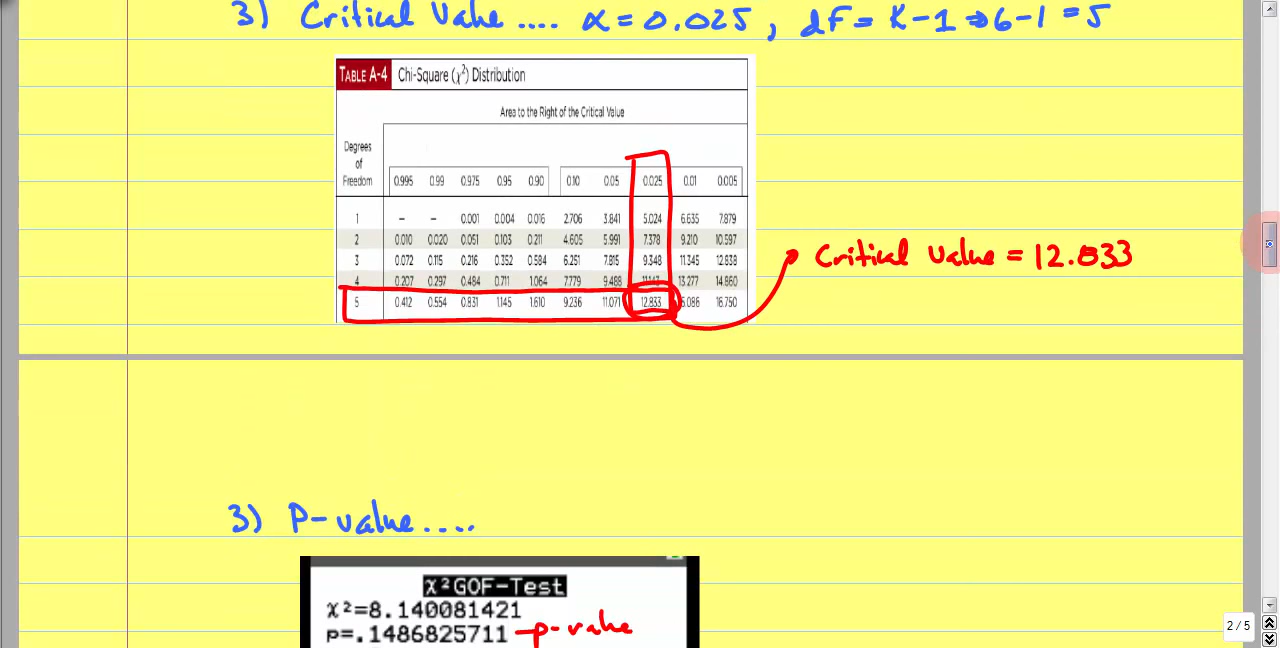 3) Critical Value .... α = 0.025 , df = K-1 ⇒ 6-1 = 5
TABLE A-4 Chi-Square (χ²) Distribution
Area to the Right of the Critical Value
Degrees
of
Freedom 0.995 0.99 0.975 0.95 0.90 0.10 0.05 0.025 0.01 0.005
1 – – 0.001 0.004 0.016 2.706 3.841 5.024 6.635 7.879
2 0.010 0.020 0.051 0.103 0.211 4.605 5.991 7.378 9.210 10.597
3 0.072 0.115 0.216 0.352 0.584 6.251 7.815 9.348 11.345 12.838
4 0.207 0.297 0.484 0.711 1.064 7.779 9.488 11.143 13.277 14.860
5 0.412 0.554 0.831 1.145 1.610 9.236 11.071 12.833 15.086 16.750
Critical Value = 12.833
3) P-value ....
χ²GOF-Test
χ²=8.140081421
p=.1486825711 - p-value
2 / 5